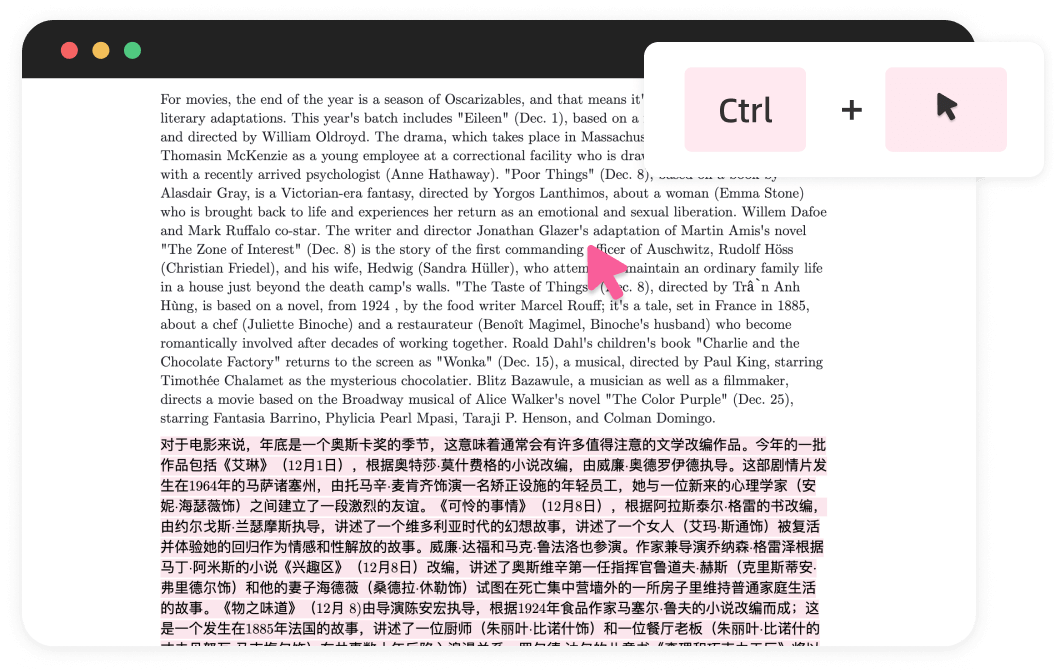 Ctrl
+
For movies, the end of the year is a season of Oscarizables, and that means it'
literary adaptations. This year's batch includes "Eileen" (Dec. 1), based on a
and directed by William Oldroyd. The drama, which takes place in Massachus
Thomasin McKenzie as a young employee at a correctional facility who is draw
with a recently arrived psychologist (Anne Hathaway). "Poor Things" (Dec. 8), based on a book by
Alasdair Gray, is a Victorian-era fantasy, directed by Yorgos Lanthimos, about a woman (Emma Stone)
who is brought back to life and experiences her return as an emotional and sexual liberation. Willem Dafoe
and Mark Ruffalo co-star. The writer and director Jonathan Glazer's adaptation of Martin Amis's novel
"The Zone of Interest" (Dec. 8) is the story of the first commanding officer of Auschwitz, Rudolf Höss
(Christian Friedel), and his wife, Hedwig (Sandra Hüller), who attem maintain an ordinary family life
in a house just beyond the death camp's walls. "The Taste of Things" (Dec. 8), directed by Trâ`n Anh
Hùng, is based on a novel, from 1924 , by the food writer Marcel Rouff; it's a tale, set in France in 1885,
about a chef (Juliette Binoche) and a restaurateur (Benoît Magimel, Binoche's husband) who become
romantically involved after decades of working together. Roald Dahl's children's book "Charlie and the
Chocolate Factory" returns to the screen as "Wonka" (Dec. 15), a musical, directed by Paul King, starring
Timothée Chalamet as the mysterious chocolatier. Blitz Bazawule, a musician as well as a filmmaker,
directs a movie based on the Broadway musical of Alice Walker's novel "The Color Purple" (Dec. 25),
starring Fantasia Barrino, Phylicia Pearl Mpasi, Taraji P. Henson, and Colman Domingo.
对于电影来说，年底是一个奥斯卡奖的季节，这意味着通常会有许多值得注意的文学改编作品。今年的一批
作品包括《艾琳》（12月1日），根据奥特莎·莫什费格的小说改编，由威廉·奥德罗伊德执导。这部剧情片发
生在1964年的马萨诸塞州，由托马辛·麦肯齐饰演一名矫正设施的年轻员工，她与一位新来的心理学家（安
妮·海瑟薇饰）之间建立了一段激烈的友谊。《可怜的事情》（12月8日），根据阿拉斯泰尔·格雷的书改编，
由约尔戈斯·兰瑟摩斯执导，讲述了一个维多利亚时代的幻想故事，讲述了一个女人（艾玛·斯通饰）被复活
并体验她的回归作为情感和性解放的故事。威廉·达福和马克·鲁法洛也参演。作家兼导演乔纳森·格雷泽根据
马丁·阿米斯的小说《兴趣区》（12月8日）改编，讲述了奥斯维辛第一任指挥官鲁道夫·赫斯（克里斯蒂安·
弗里德尔饰）和他的妻子海德薇（桑德拉·休勒饰）试图在死亡集中营墙外的一所房子里维持普通家庭生活
的故事。《物之味道》（12月 8)由导演陈安宏执导，根据1924年食品作家马塞尔·鲁夫的小说改编而成；这
是一个发生在1885年法国的故事，讲述了一位厨师（朱丽叶·比诺什饰）和一位餐厅老板（朱丽叶·比诺什的